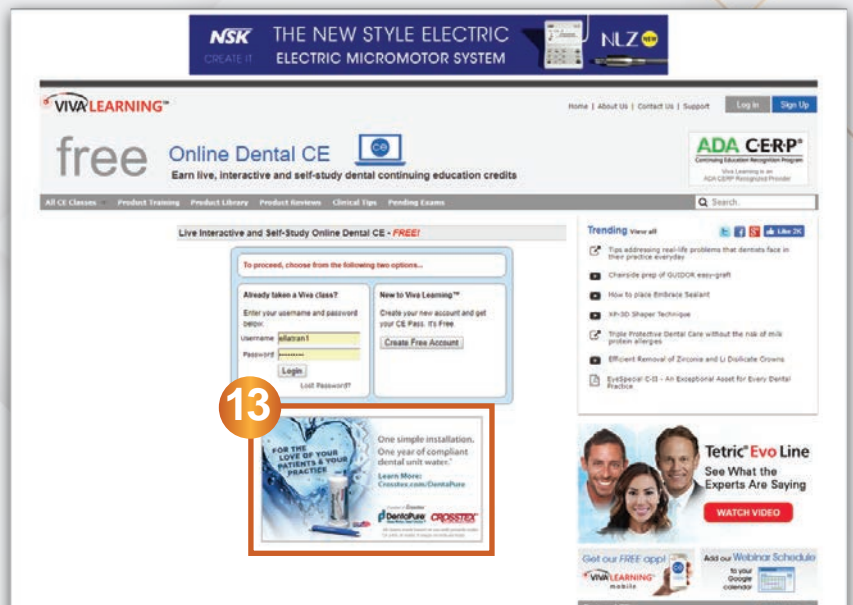 NSK
CREATE IT
THE NEW STYLE ELECTRIC
ELECTRIC MICROMOTOR SYSTEM
NLZ NEW
VIVA LEARNING™
Home | About Us | Contact Us | Support Log In Sign Up
free Online Dental CE ce
Earn live, interactive and self-study dental continuing education credits
ADA C·E·R·P®
Continuing Education Recognition Program
Viva Learning is an
ADA CERP Recognized Provider
All CE Classes Product Training Product Library Product Reviews Clinical Tips Pending Exams Search.
Live Interactive and Self-Study Online Dental CE - FREE!
To proceed, choose from the following two options...
Already taken a Viva class?
Enter your username and password
below.
Username ellatran1
Password ••••••••••
Login
Lost Password?
New to Viva Learning™
Create your new account and get
your CE Pass. It's Free
Create Free Account
13
FOR THE
LOVE OF YOUR
PATIENTS & YOUR
PRACTICE
One simple installation.
One year of compliant
dental unit water.
Learn More:
Crosstex.com/DentaPure
DentaPure CROSSTEX
Trending View all
Like 2K
Tips addressing real-life problems that dentists face in
their practice everyday
Chairside prep of GUIDOR easy-graft
How to place Embrace Sealant
XP-3D Shaper Technique
Triple Protective Dental Care without the risk of milk
protein allergies
Efficient Removal of Zirconia and Li Disilicate Crowns
EyeSpecial C-II - An Exceptional Asset for Every Dental
Practice
Tetric® Evo Line
See What the
Experts Are Saying
WATCH VIDEO
Get our FREE app!
VIVA LEARNING
mobile
Add our Webinar Schedule
to your
Google
calendar